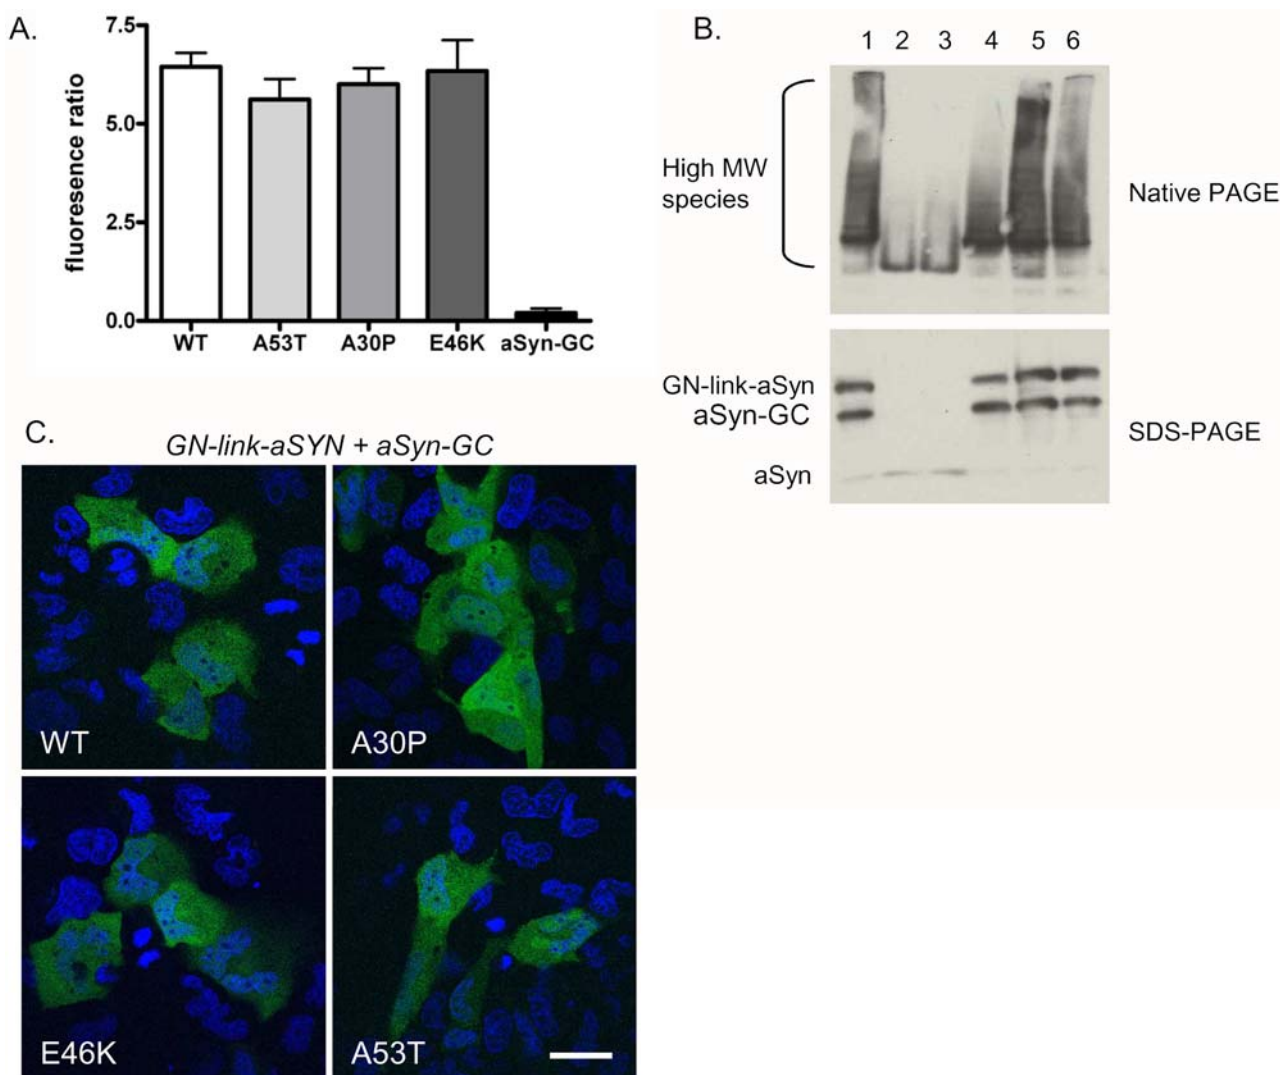 A.
7.5
5.0
2.5
0.0
fluoresence ratio
WT A53T A30P E46K aSyn-GC
B.
1 2 3 4 5 6
High MW
species
Native PAGE
GN-link-aSyn
aSyn-GC
aSyn
SDS-PAGE
C.
GN-link-aSYN + aSyn-GC
WT
A30P
E46K
A53T